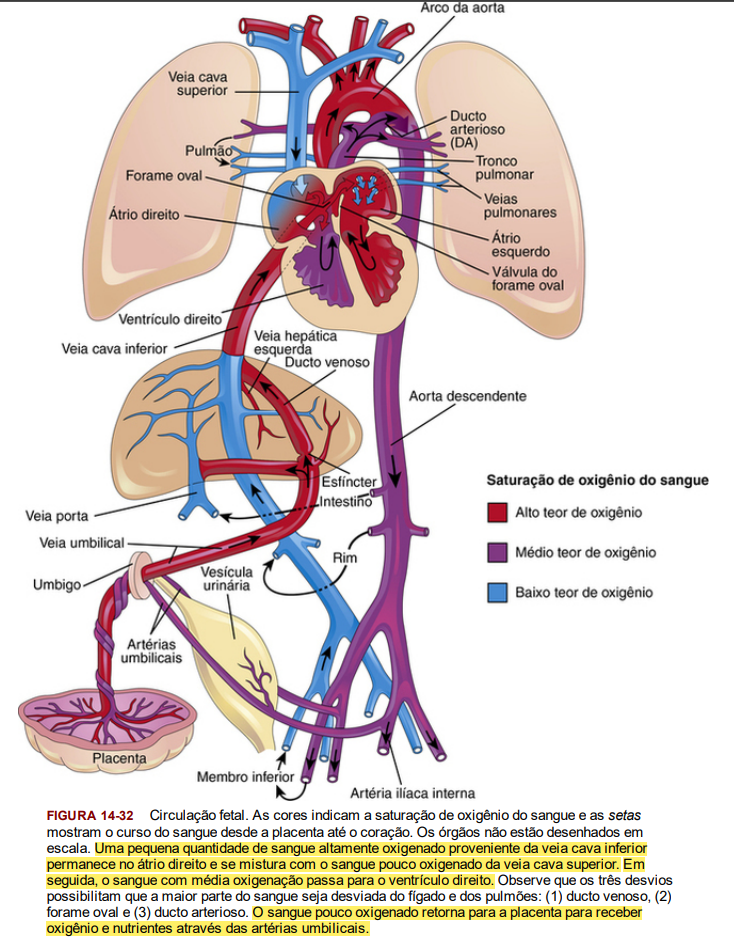 Arco da aorta
Veia cava
superior
Ducto
arterioso
(DA)
Pulmão
Tronco
pulmonar
Forame oval
Veias
pulmonares
Átrio direito
Átrio
esquerdo
Válvula do
forame oval
Ventrículo direito
Veia cava inferior
Veia hepática
esquerda
Ducto venoso
Aorta descendente
Saturação de oxigênio do sangue
Alto teor de oxigênio
Médio teor de oxigênio
Baixo teor de oxigênio
Esfíncter
Intestino
Veia porta
Veia umbilical
Rim
Umbigo
Vesícula
urinária
Artérias
umbilicais
Placenta
Membro inferior
Artéria ilíaca interna
FIGURA 14-32 Circulação fetal. As cores indicam a saturação de oxigênio do sangue e as setas
mostram o curso do sangue desde a placenta até o coração. Os órgãos não estão desenhados em
escala. Uma pequena quantidade de sangue altamente oxigenado proveniente da veia cava inferior
permanece no átrio direito e se mistura com o sangue pouco oxigenado da veia cava superior. Em
seguida, o sangue com média oxigenação passa para o ventrículo direito. Observe que os três desvios
possibilitam que a maior parte do sangue seja desviada do fígado e dos pulmões: (1) ducto venoso, (2)
forame oval e (3) ducto arterioso. O sangue pouco oxigenado retorna para a placenta para receber
oxigênio e nutrientes através das artérias umbilicais.